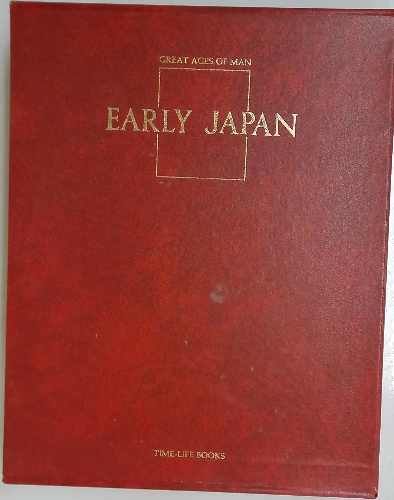 GREAT AGES OF MAN
EARLY JAPAN
TIME-LIFE BOOKS